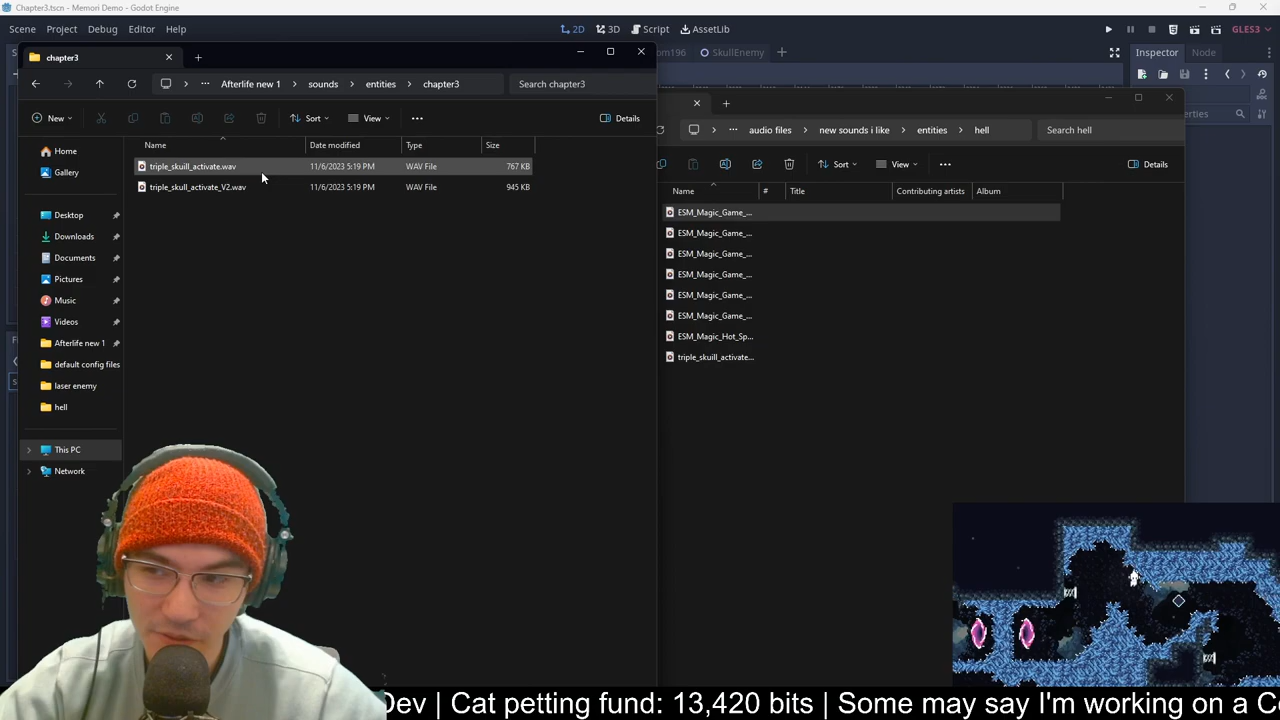 Chapter3.tscn - Memori Demo - Godot Engine
Scene Project Debug Editor Help
2D 3D Script AssetLib
GLES3
chapter3
SkullEnemy
Inspector Node
Afterlife new 1 sounds entities chapter3
Search chapter3
New Sort View Details
Name Date modified Type Size
triple_skuill_activate.wav 11/6/2023 5:19 PM WAV File 767 KB
triple_skull_activate_V2.wav 11/6/2023 5:19 PM WAV File 945 KB
Home
Gallery
Desktop
Downloads
Documents
Pictures
Music
Videos
Afterlife new 1
default config files
laser enemy
hell
This PC
Network
audio files new sounds i like entities hell
Search hell
Sort View Details
Name # Title Contributing artists Album
ESM_Magic_Game_...
ESM_Magic_Game_...
ESM_Magic_Game_...
ESM_Magic_Game_...
ESM_Magic_Game_...
ESM_Magic_Game_...
ESM_Magic_Hot_Sp...
triple_skuill_activate...
Dev | Cat petting fund: 13,420 bits | Some may say I'm working on a